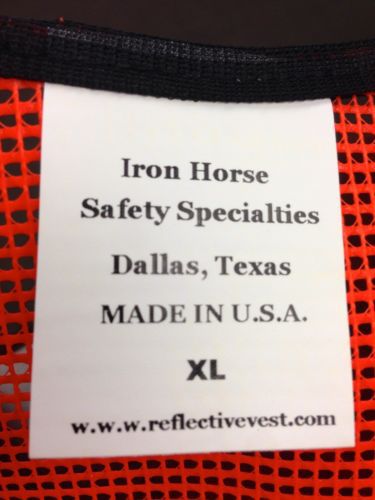 Iron Horse
Safety Specialties
Dallas, Texas
MADE IN U.S.A.
XL
w.w.w.reflectivevest.com